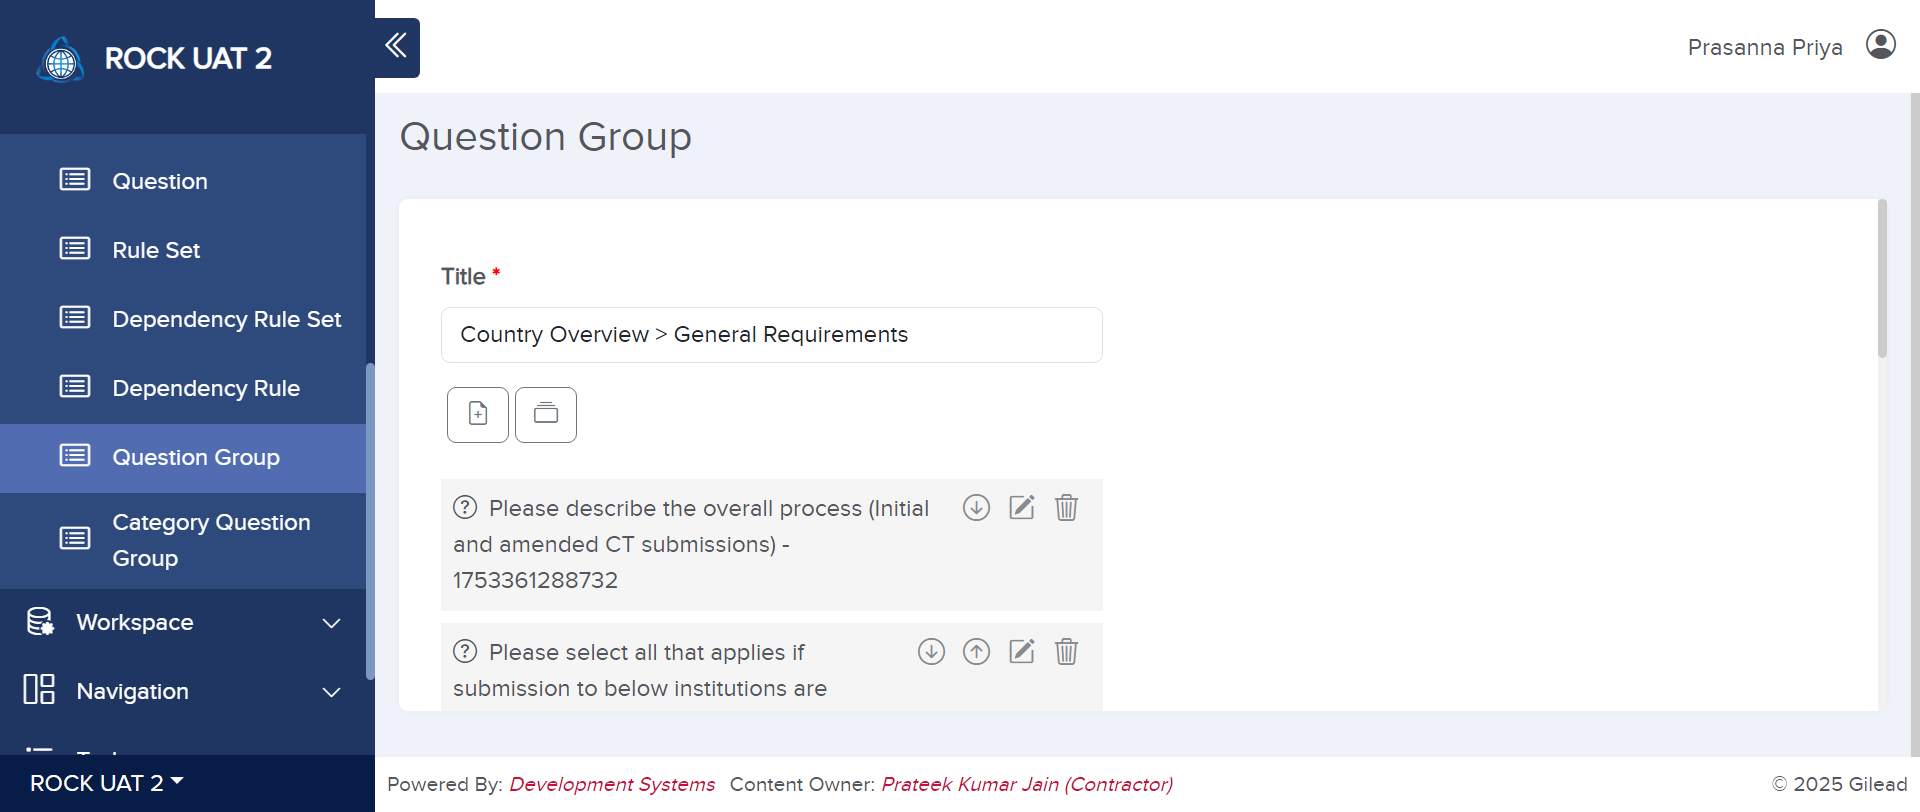 ROCK UAT 2
Prasanna Priya
Question
Rule Set
Dependency Rule Set
Dependency Rule
Question Group
Category Question
Group
Workspace
Navigation
ROCK UAT 2
Question Group
Title *
Country Overview > General Requirements
Please describe the overall process (Initial
and amended CT submissions) -
1753361288732
Please select all that applies if
submission to below institutions are
Powered By: Development Systems Content Owner: Prateek Kumar Jain (Contractor)
© 2025 Gilead